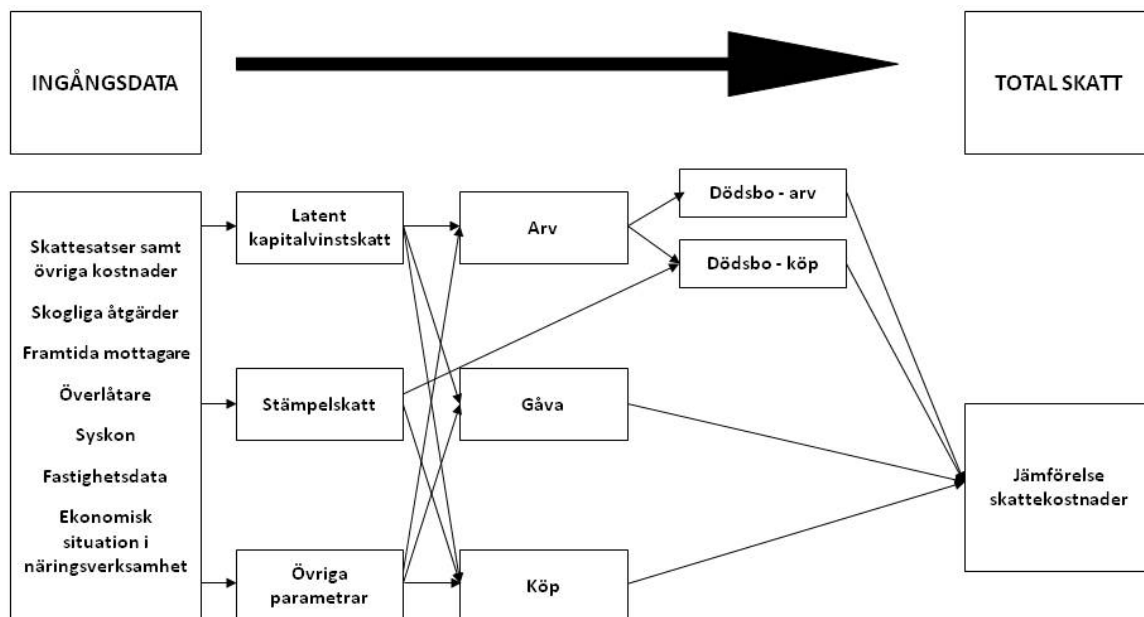 INGÅNGSDATA
TOTAL SKATT
Skattesatser samt
övriga kostnader
Skogliga åtgärder
Framtida mottagare
Överlåtare
Syskon
Fastighetsdata
Ekonomisk
situation i
näringsverksamhet
Latent
kapitalvinstskatt
Stämpelskatt
Övriga
parametrar
Arv
Gåva
Köp
Dödsbo - arv
Dödsbo - köp
Jämförelse
skattekostnader